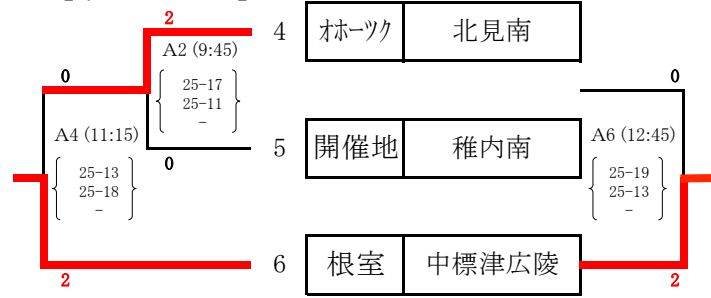 2
4 オホーツク 北見南
A2 (9:45)
0
25-17
25-11
-
0
A4 (11:15)
5 開催地 稚内南
A6 (12:45)
0
25-13
25-18
-
25-19
25-13
-
6 根室 中標津広陵
2
2